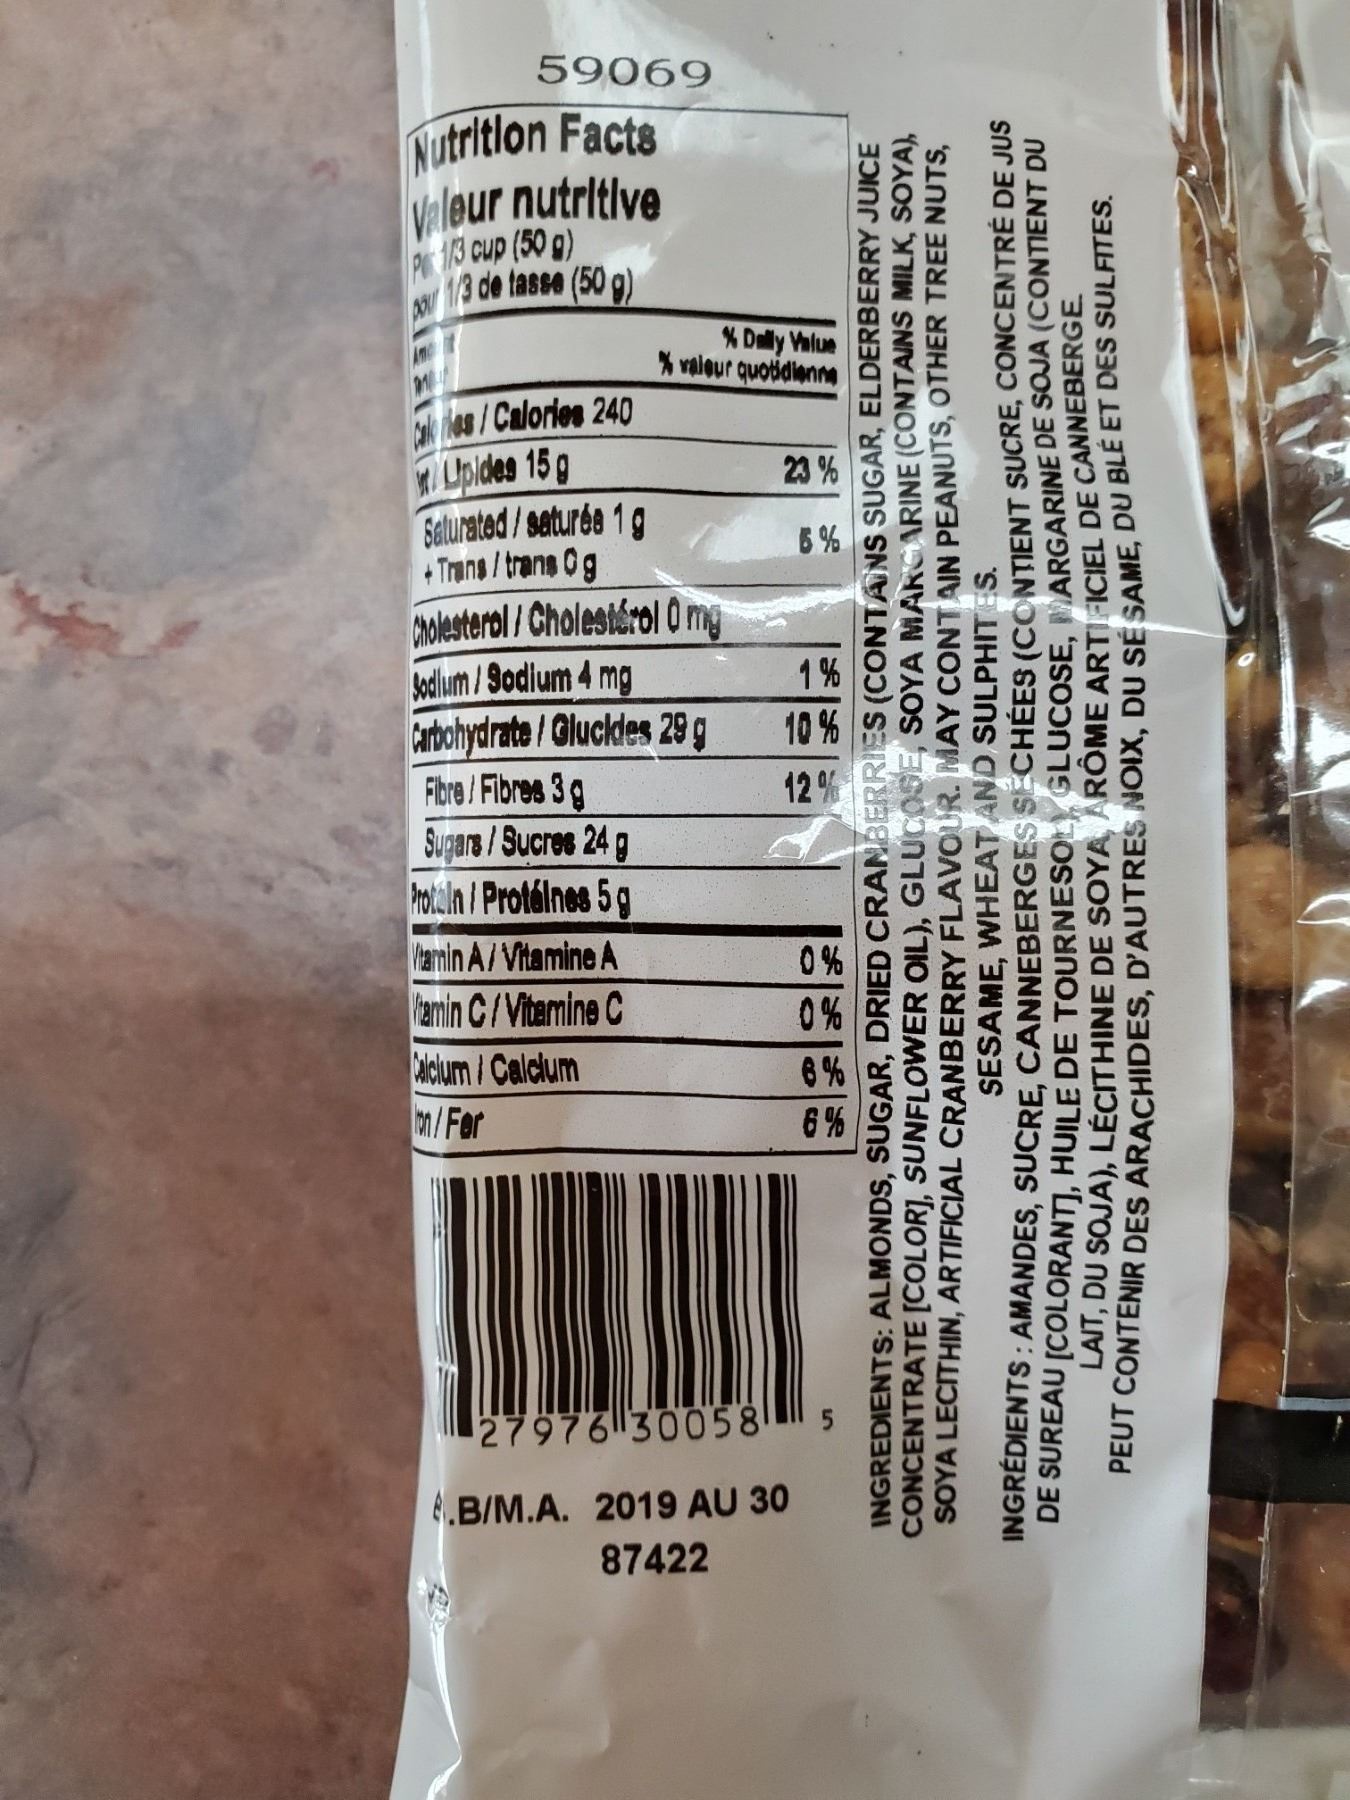 59069
Nutrition Facts
Valeur nutritive
Per 1/3 cup (50 g)
pour 1/3 de tasse (50 g)
Amount % Daily Value
Teneur % valeur quotidienne
Calories / Calories 240
Fat / Lipides 15 g 23 %
Saturated / saturés 1 g
+ Trans / trans 0 g 5 %
Cholesterol / Cholestérol 0 mg
Sodium / Sodium 4 mg 1 %
Carbohydrate / Glucides 29 g 10 %
Fibre / Fibres 3 g 12 %
Sugars / Sucres 24 g
Protein / Protéines 5 g
Vitamin A / Vitamine A 0 %
Vitamin C / Vitamine C 0 %
Calcium / Calcium 6 %
Iron / Fer 6 %
27976 30058 5
B.B/M.A. 2019 AU 30
87422
INGREDIENTS: ALMONDS, SUGAR, DRIED CRANBERRIES (CONTAINS SUGAR, ELDERBERRY JUICE
CONCENTRATE [COLOR], SUNFLOWER OIL), GLUCOSE, SOYA MARGARINE (CONTAINS MILK, SOYA),
SOYA LECITHIN, ARTIFICIAL CRANBERRY FLAVOUR. MAY CONTAIN PEANUTS, OTHER TREE NUTS,
SESAME, WHEAT AND SULPHITES.
INGRÉDIENTS : AMANDES, SUCRE, CANNEBERGES SÉCHÉES (CONTIENT SUCRE, CONCENTRÉ DE JUS
DE SUREAU [COLORANT], HUILE DE TOURNESOL), GLUCOSE, MARGARINE DE SOJA (CONTIENT DU
LAIT, DU SOJA), LÉCITHINE DE SOYA, ARÔME ARTIFICIEL DE CANNEBERGE.
PEUT CONTENIR DES ARACHIDES, D'AUTRES NOIX, DU SÉSAME, DU BLÉ ET DES SULFITES.